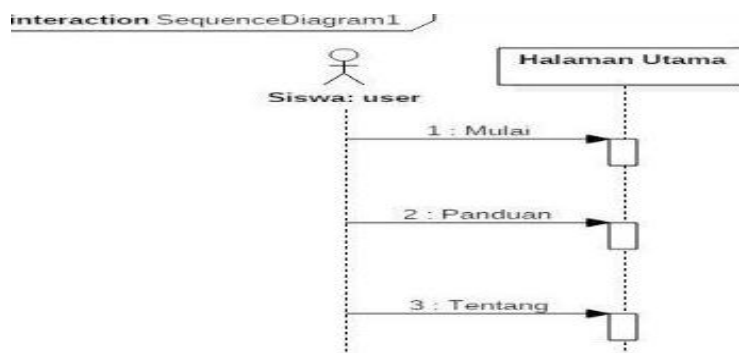 interaction SequenceDiagram1
Halaman Utama
Siswa: user
1 : Mulai
2 : Panduan
3 : Tentang